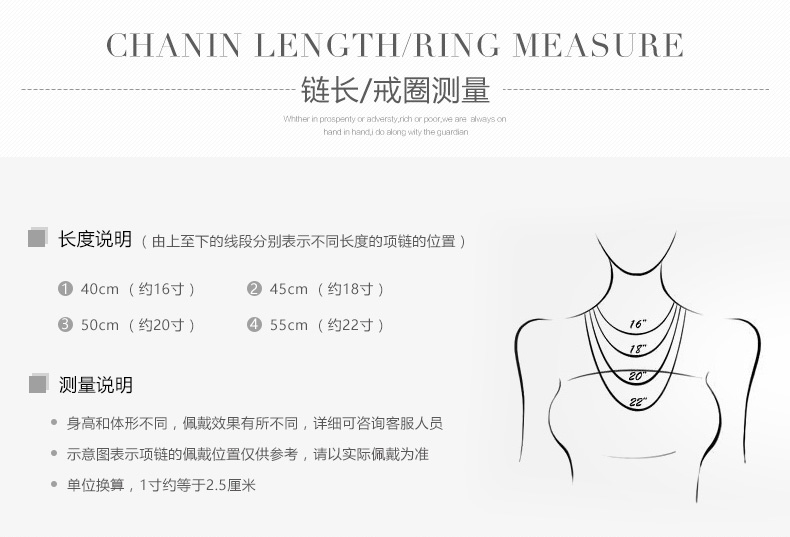 CHANIN LENGTH/RING MEASURE
链长/戒圈测量
Whther in prospenty or adversty,rich or poor,we are always on
hand in hand,i do along wity the guardian
长度说明（由上至下的线段分别表示不同长度的项链的位置）
1 40cm（约16寸） 2 45cm（约18寸）
3 50cm（约20寸） 4 55cm（约22寸）
测量说明
身高和体形不同，佩戴效果有所不同，详细可咨询客服人员
示意图表示项链的佩戴位置仅供参考，请以实际佩戴为准
单位换算，1寸约等于2.5厘米
16"
18"
20"
22"